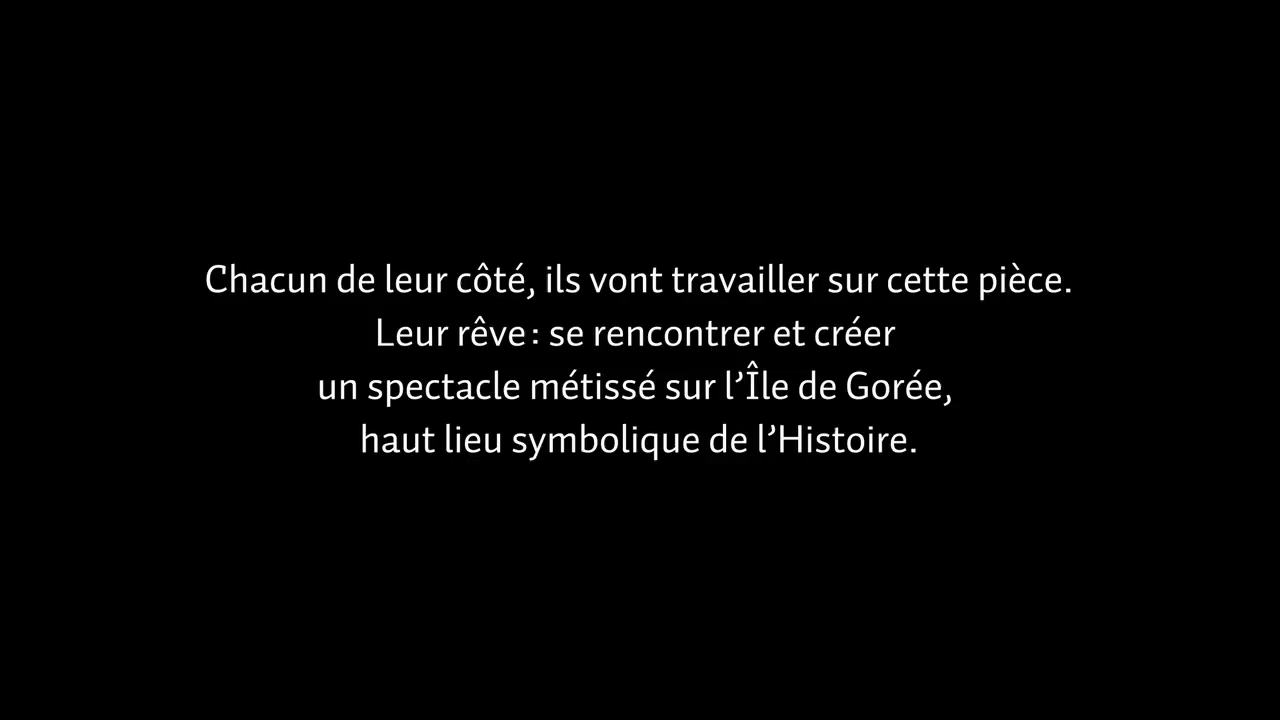 Chacun de leur côté, ils vont travailler sur cette pièce.
Leur rêve : se rencontrer et créer
un spectacle métissé sur l’Île de Gorée,
haut lieu symbolique de l’Histoire.